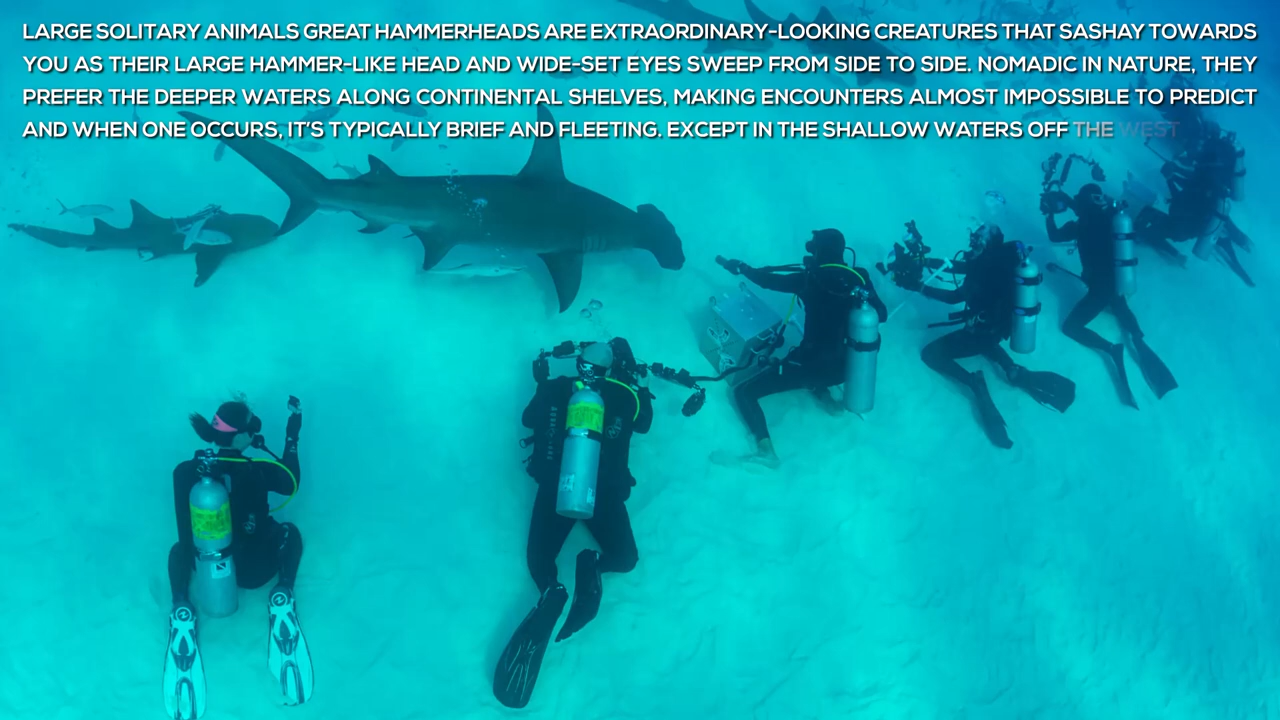 LARGE SOLITARY ANIMALS GREAT HAMMERHEADS ARE EXTRAORDINARY-LOOKING CREATURES THAT SASHAY TOWARDS
YOU AS THEIR LARGE HAMMER-LIKE HEAD AND WIDE-SET EYES SWEEP FROM SIDE TO SIDE. NOMADIC IN NATURE, THEY
PREFER THE DEEPER WATERS ALONG CONTINENTAL SHELVES, MAKING ENCOUNTERS ALMOST IMPOSSIBLE TO PREDICT
AND WHEN ONE OCCURS, IT'S TYPICALLY BRIEF AND FLEETING. EXCEPT IN THE SHALLOW WATERS OFF THE WEST